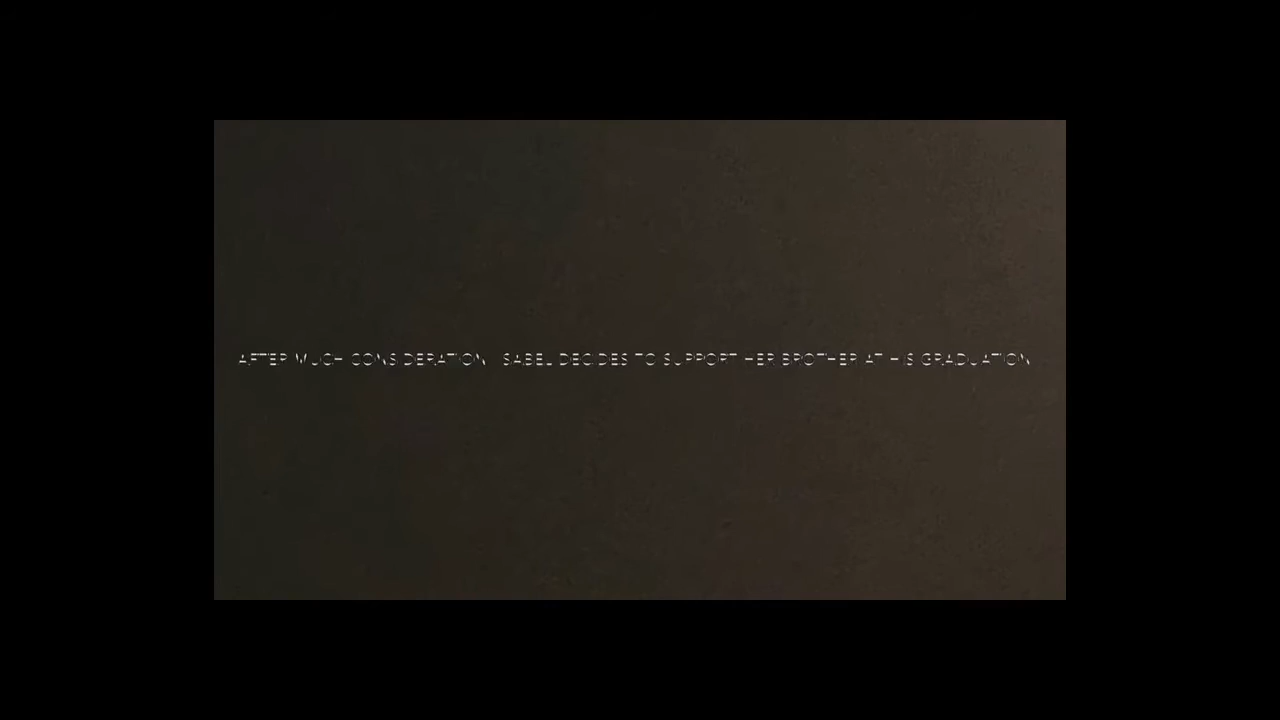 AFTER MUCH CONSIDERATION ISABEL DECIDES TO SUPPORT HER BROTHER AT HIS GRADUATION